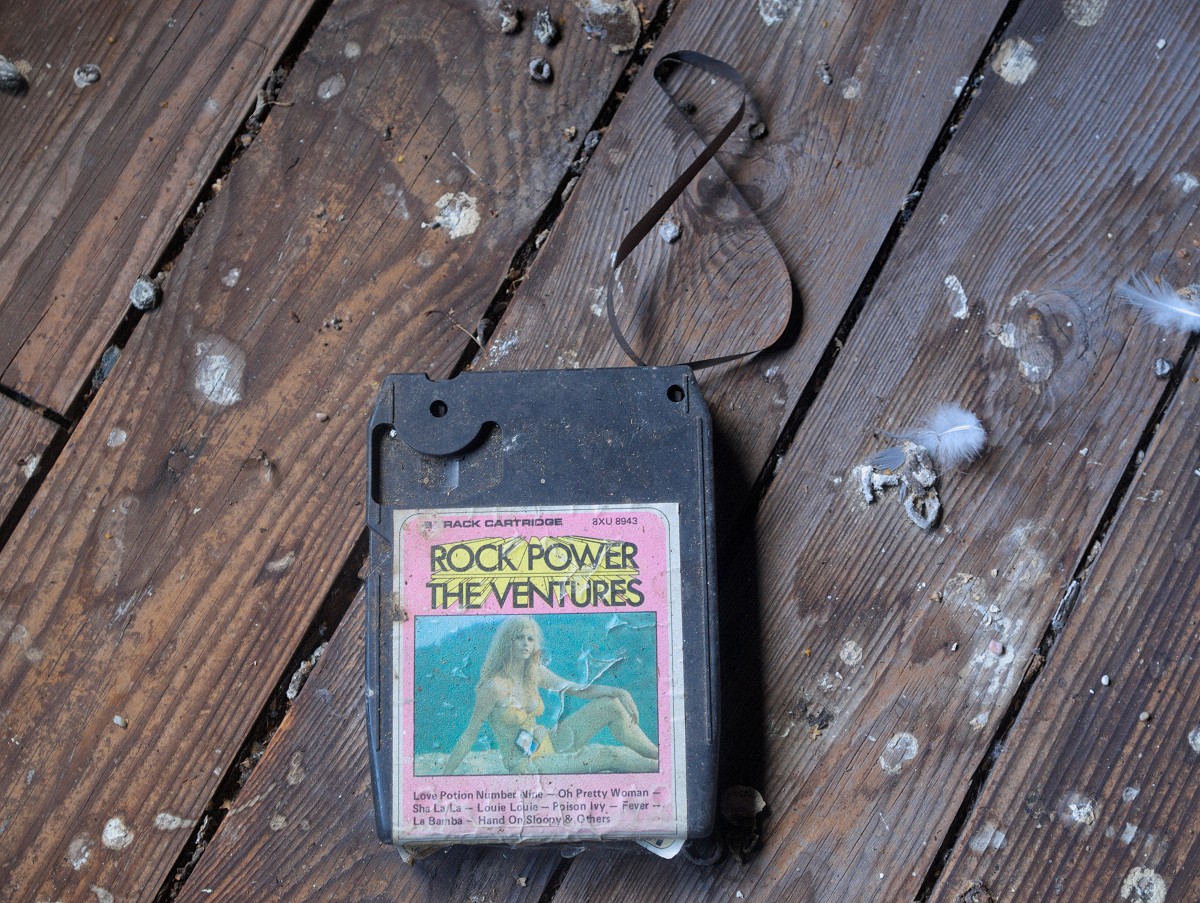 RACK CARTRIDGE 8XU 8943
ROCK POWER
THE VENTURES
Love Potion Number Nine – Oh Pretty Woman –
Sha La La – Louie Louie – Poison Ivy – Fever --
La Bamba – Hand On Sloopy & Others